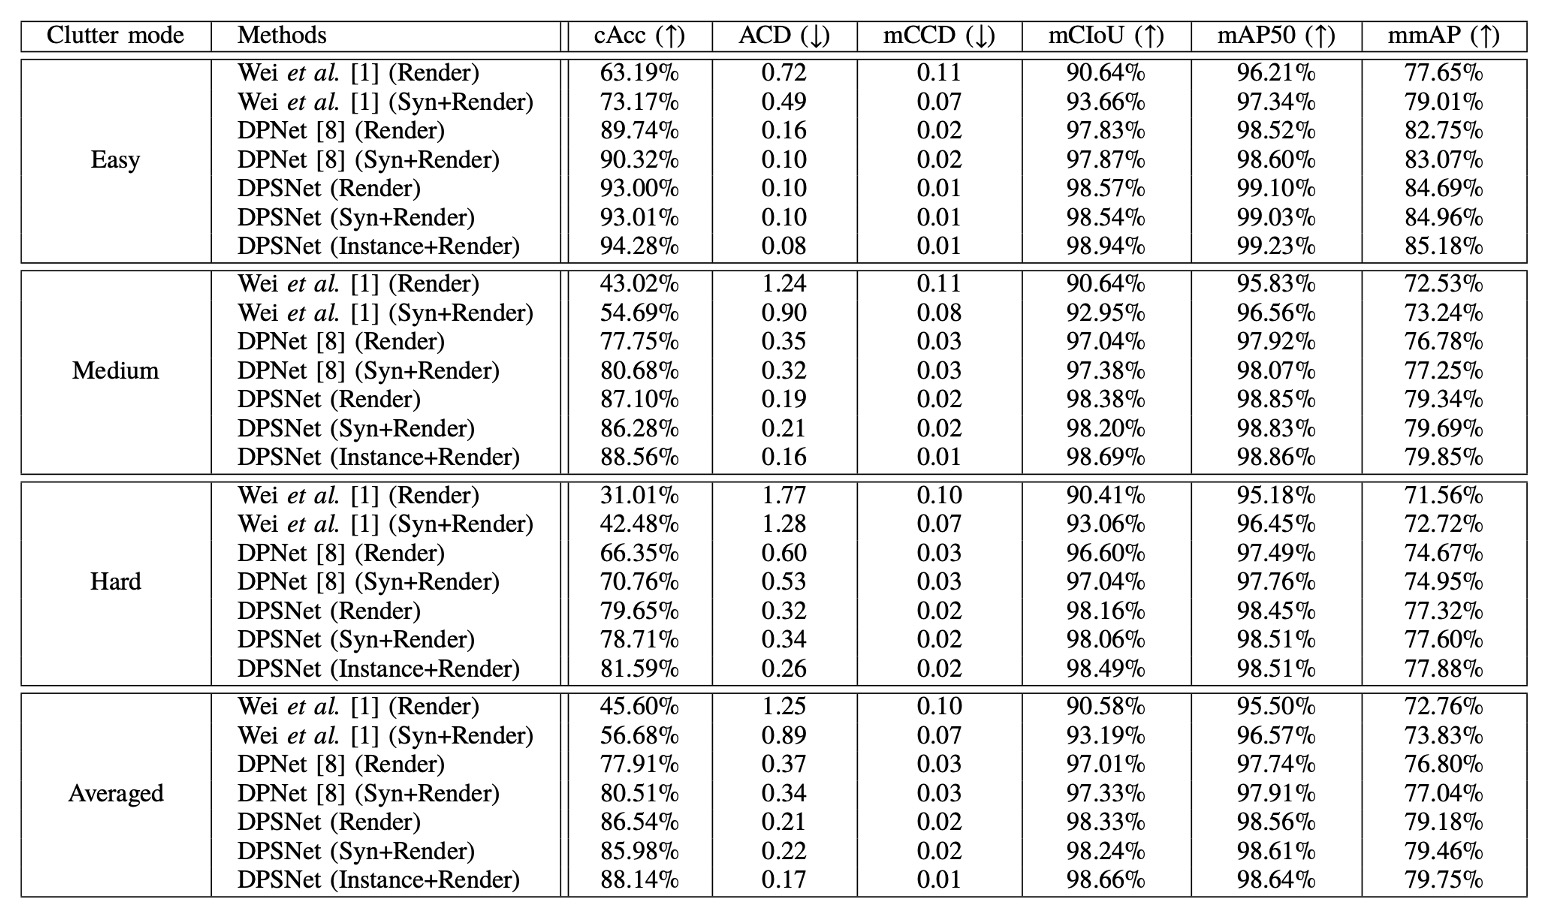 Clutter mode Methods cAcc (↑) ACD (↓) mCCD (↓) mCIoU (↑) mAP50 (↑) mmAP (↑)
Wei et al. [1] (Render) 63.19% 0.72 0.11 90.64% 96.21% 77.65%
Wei et al. [1] (Syn+Render) 73.17% 0.49 0.07 93.66% 97.34% 79.01%
DPNet [8] (Render) 89.74% 0.16 0.02 97.83% 98.52% 82.75%
Easy DPNet [8] (Syn+Render) 90.32% 0.10 0.02 97.87% 98.60% 83.07%
DPSNet (Render) 93.00% 0.10 0.01 98.57% 99.10% 84.69%
DPSNet (Syn+Render) 93.01% 0.10 0.01 98.54% 99.03% 84.96%
DPSNet (Instance+Render) 94.28% 0.08 0.01 98.94% 99.23% 85.18%
Wei et al. [1] (Render) 43.02% 1.24 0.11 90.64% 95.83% 72.53%
Wei et al. [1] (Syn+Render) 54.69% 0.90 0.08 92.95% 96.56% 73.24%
DPNet [8] (Render) 77.75% 0.35 0.03 97.04% 97.92% 76.78%
Medium DPNet [8] (Syn+Render) 80.68% 0.32 0.03 97.38% 98.07% 77.25%
DPSNet (Render) 87.10% 0.19 0.02 98.38% 98.85% 79.34%
DPSNet (Syn+Render) 86.28% 0.21 0.02 98.20% 98.83% 79.69%
DPSNet (Instance+Render) 88.56% 0.16 0.01 98.69% 98.86% 79.85%
Wei et al. [1] (Render) 31.01% 1.77 0.10 90.41% 95.18% 71.56%
Wei et al. [1] (Syn+Render) 42.48% 1.28 0.07 93.06% 96.45% 72.72%
DPNet [8] (Render) 66.35% 0.60 0.03 96.60% 97.49% 74.67%
Hard DPNet [8] (Syn+Render) 70.76% 0.53 0.03 97.04% 97.76% 74.95%
DPSNet (Render) 79.65% 0.32 0.02 98.16% 98.45% 77.32%
DPSNet (Syn+Render) 78.71% 0.34 0.02 98.06% 98.51% 77.60%
DPSNet (Instance+Render) 81.59% 0.26 0.02 98.49% 98.51% 77.88%
Wei et al. [1] (Render) 45.60% 1.25 0.10 90.58% 95.50% 72.76%
Wei et al. [1] (Syn+Render) 56.68% 0.89 0.07 93.19% 96.57% 73.83%
DPNet [8] (Render) 77.91% 0.37 0.03 97.01% 97.74% 76.80%
Averaged DPNet [8] (Syn+Render) 80.51% 0.34 0.03 97.33% 97.91% 77.04%
DPSNet (Render) 86.54% 0.21 0.02 98.33% 98.56% 79.18%
DPSNet (Syn+Render) 85.98% 0.22 0.02 98.24% 98.61% 79.46%
DPSNet (Instance+Render) 88.14% 0.17 0.01 98.66% 98.64% 79.75%